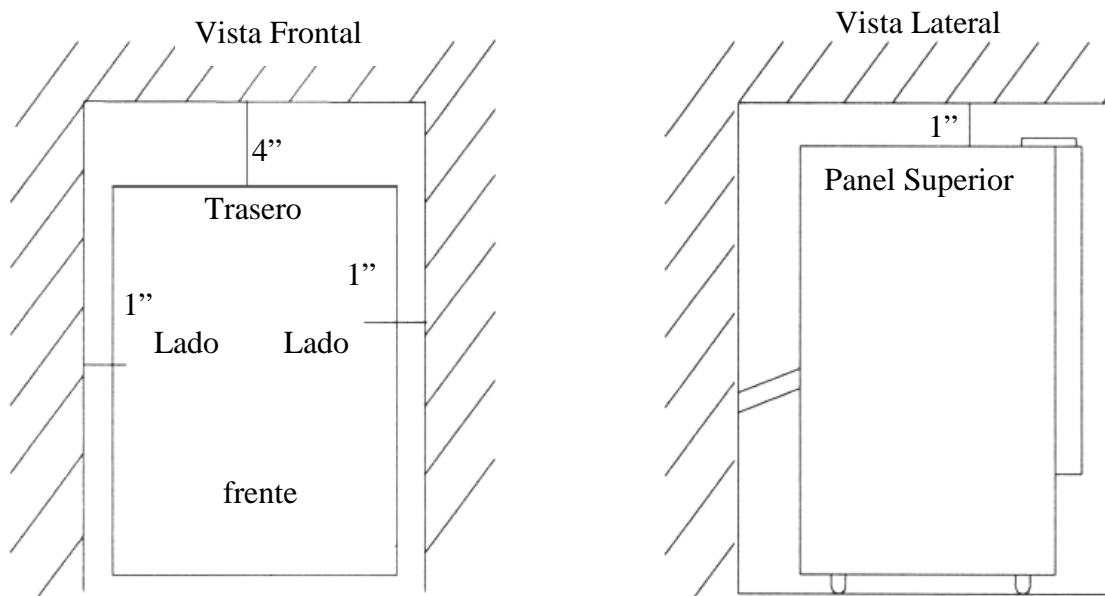 Vista Frontal
4”
Trasero
1”
1”
Lado Lado
frente
Vista Lateral
1”
Panel Superior